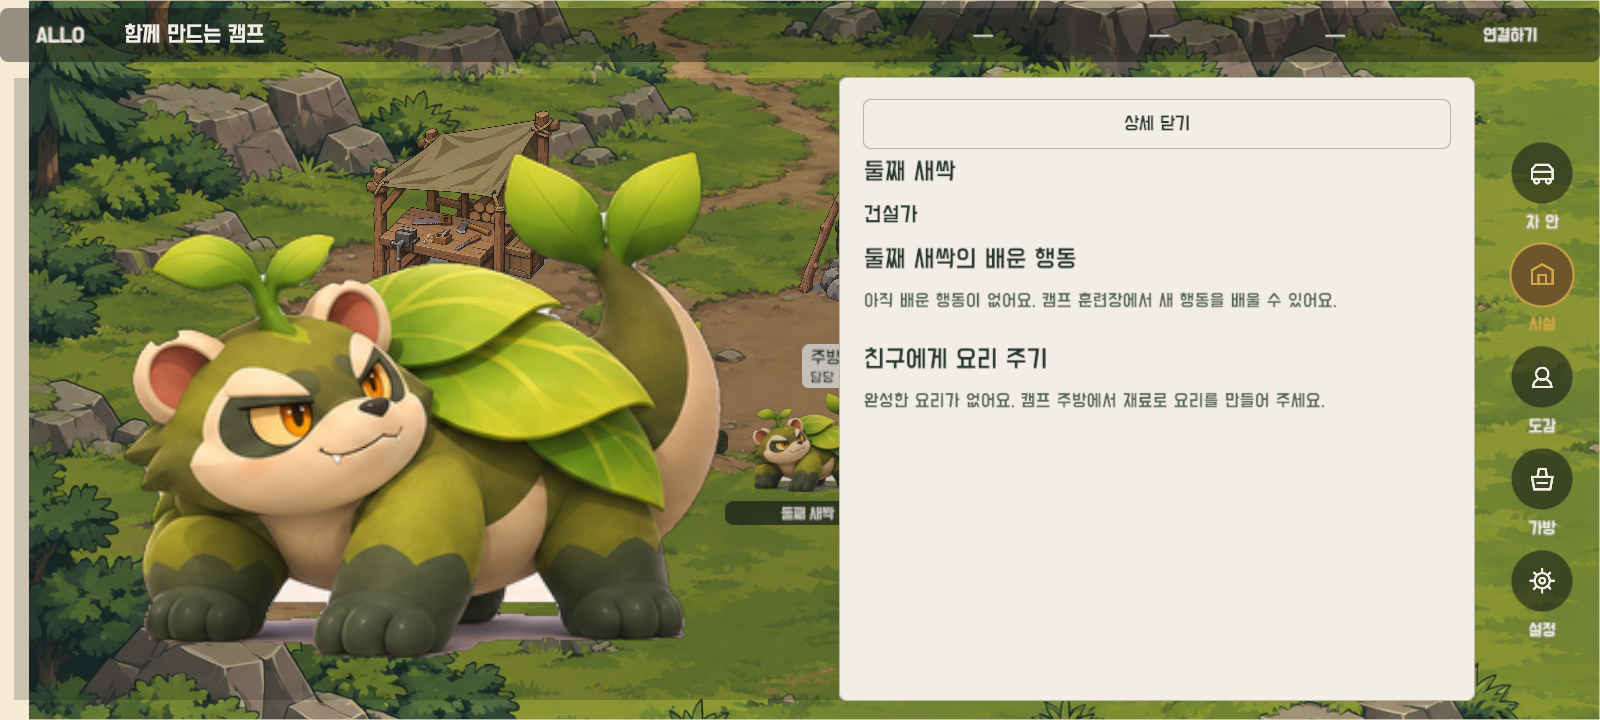 ALLO
함께 만드는 캠프
연결하기
상세 닫기
둘째 새싹
건설가
둘째 새싹의 배운 행동
아직 배운 행동이 없어요. 캠프 훈련장에서 새 행동을 배울 수 있어요.
친구에게 요리 주기
완성한 요리가 없어요. 캠프 주방에서 재료로 요리를 만들어 주세요.
주방
담당
둘째 새싹
차 안
시설
도감
가방
설정